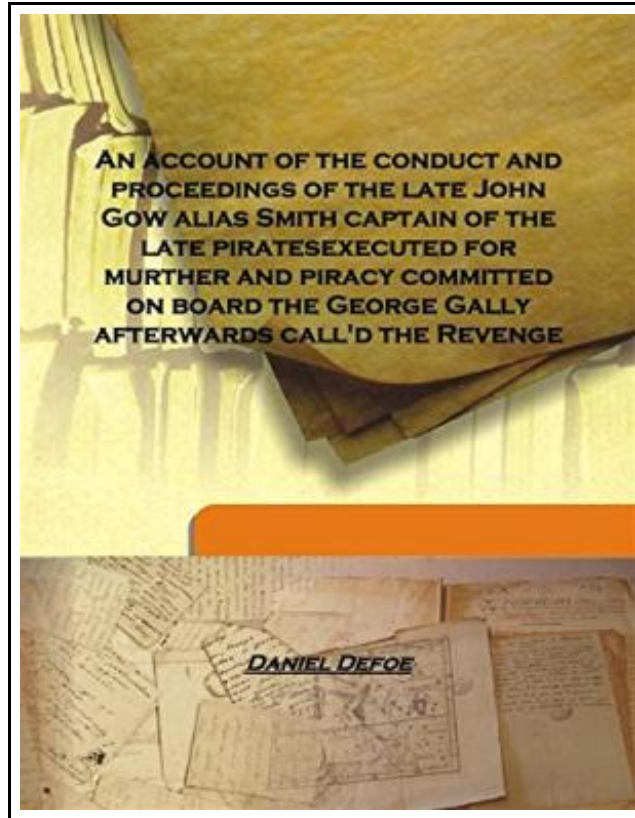 AN ACCOUNT OF THE CONDUCT AND
PROCEEDINGS OF THE LATE JOHN
GOW ALIAS SMITH CAPTAIN OF THE
LATE PIRATESEXECUTED FOR
MURTHER AND PIRACY COMMITTED
ON BOARD THE GEORGE GALLY
AFTERWARDS CALL'D THE REVENGE
DANIEL DEFOE